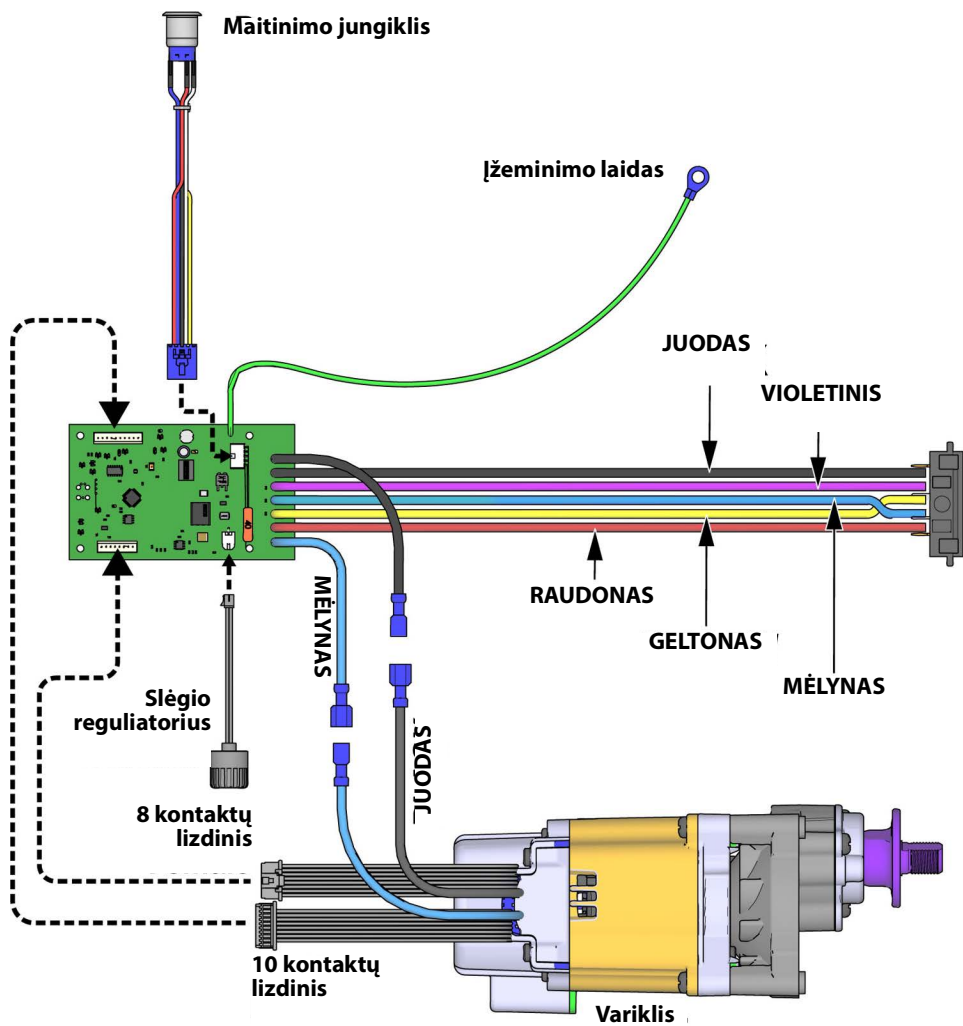 Maitinimo jungiklis
Įžeminimo laidas
JUODAS
VIOLETINIS
RAUDONAS
GELTONAS
MĖLYNAS
MĖLYNAS
JUODAS
Slėgio
reguliatorius
8 kontaktų
lizdinis
10 kontaktų
lizdinis
Variklis